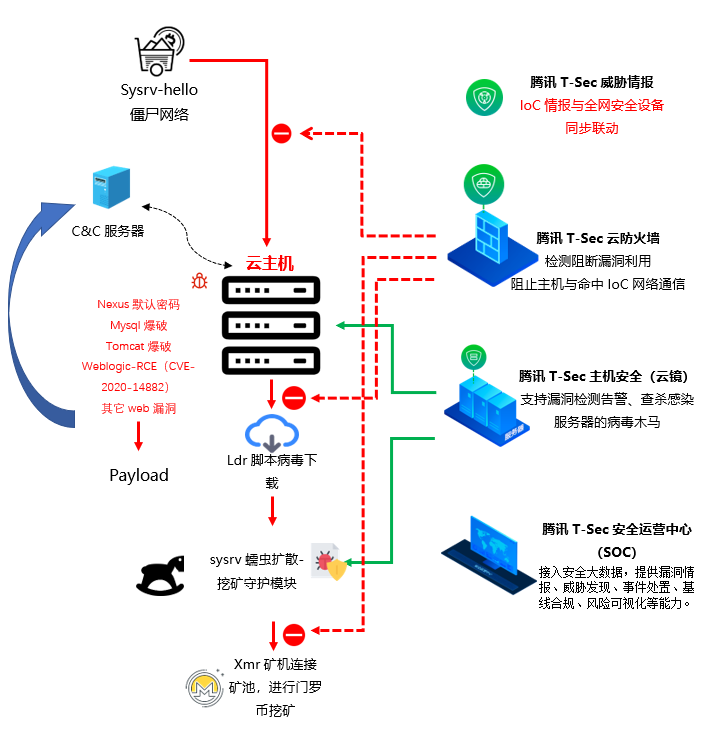 Sysrv-hello
僵尸网络
C&C 服务器
云主机
Nexus 默认密码
Mysql 爆破
Tomcat 爆破
Weblogic-RCE（CVE-
2020-14882）
其它 web 漏洞
Payload
Ldr 脚本病毒下
载
sysrv 蠕虫扩散-
挖矿守护模块
Xmr 矿机连接
矿池，进行门罗
币挖矿
腾讯 T-Sec 威胁情报
IoC 情报与全网安全设备
同步联动
腾讯 T-Sec 云防火墙
检测阻断漏洞利用
阻止主机与命中 IoC 网络通信
腾讯 T-Sec 主机安全（云镜）
支持漏洞检测告警、查杀感染
服务器的病毒木马
服务器
腾讯 T-Sec 安全运营中心
（SOC）
接入安全大数据，提供漏洞情
报、威胁发现、事件处置、基
线合规、风险可视化等能力。